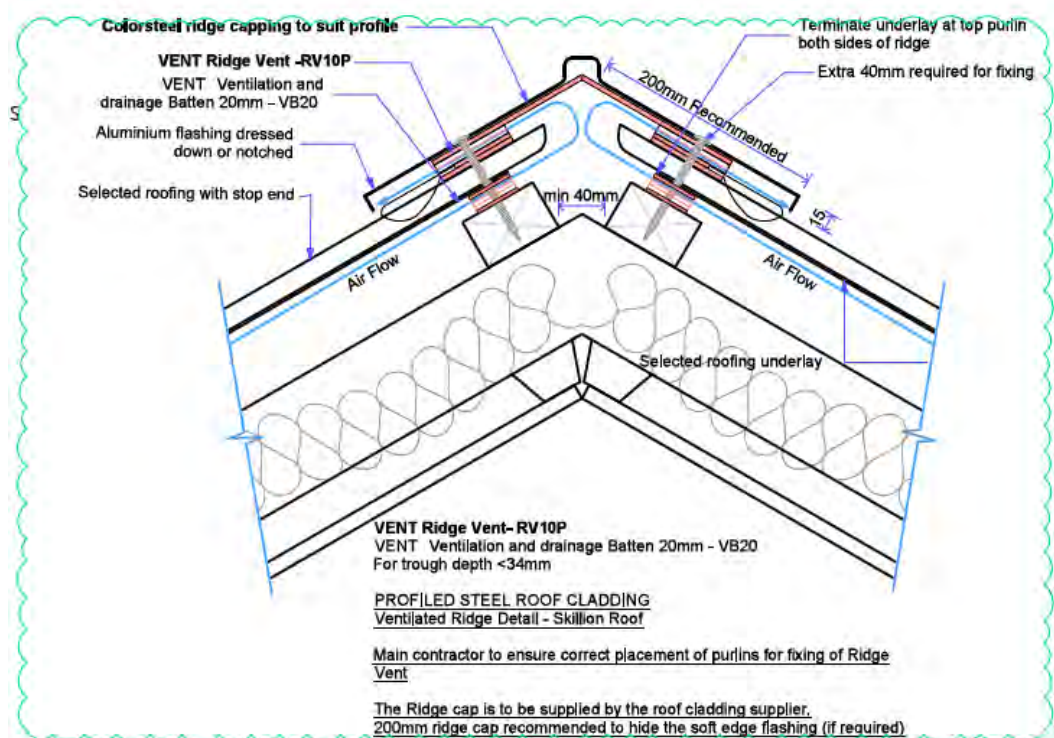 Colorsteel ridge capping to suit profile
VENT Ridge Vent -RV10P
VENT Ventilation and
drainage Batten 20mm - VB20
Aluminium flashing dressed
down or notched
Selected roofing with stop end
Terminate underlay at top purlin
both sides of ridge
Extra 40mm required for fixing
200mm Recommended
min 40mm
15
Air Flow
Air Flow
Selected roofing underlay
S
VENT Ridge Vent- RV10P
VENT Ventilation and drainage Batten 20mm - VB20
For trough depth <34mm
PROFILED STEEL ROOF CLADDING
Ventilated Ridge Detail - Skillion Roof
Main contractor to ensure correct placement of purlins for fixing of Ridge
Vent
The Ridge cap is to be supplied by the roof cladding supplier,
200mm ridge cap recommended to hide the soft edge flashing (if required)